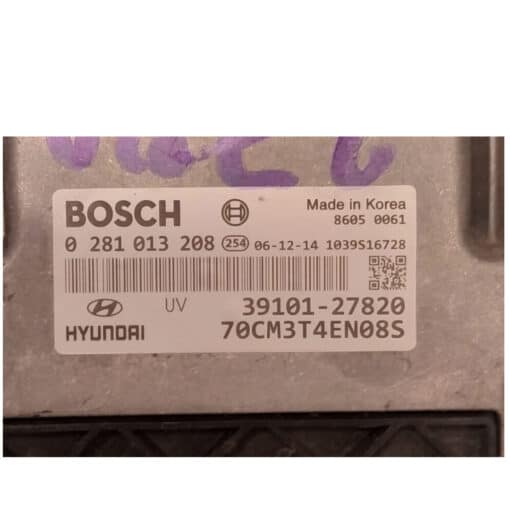 BOSCH
Made in Korea
8605 0061
0 281 013 208 254 06-12-14 1039S16728
UV
39101-27820
HYUNDAI
70CM3T4EN08S